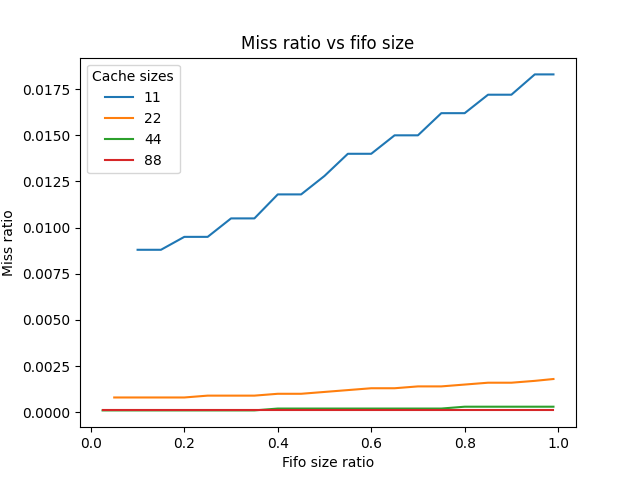 Miss ratio vs fifo size
Cache sizes
11
22
44
88
Miss ratio
0.0175
0.0150
0.0125
0.0100
0.0075
0.0050
0.0025
0.0000
0.0 0.2 0.4 0.6 0.8 1.0
Fifo size ratio